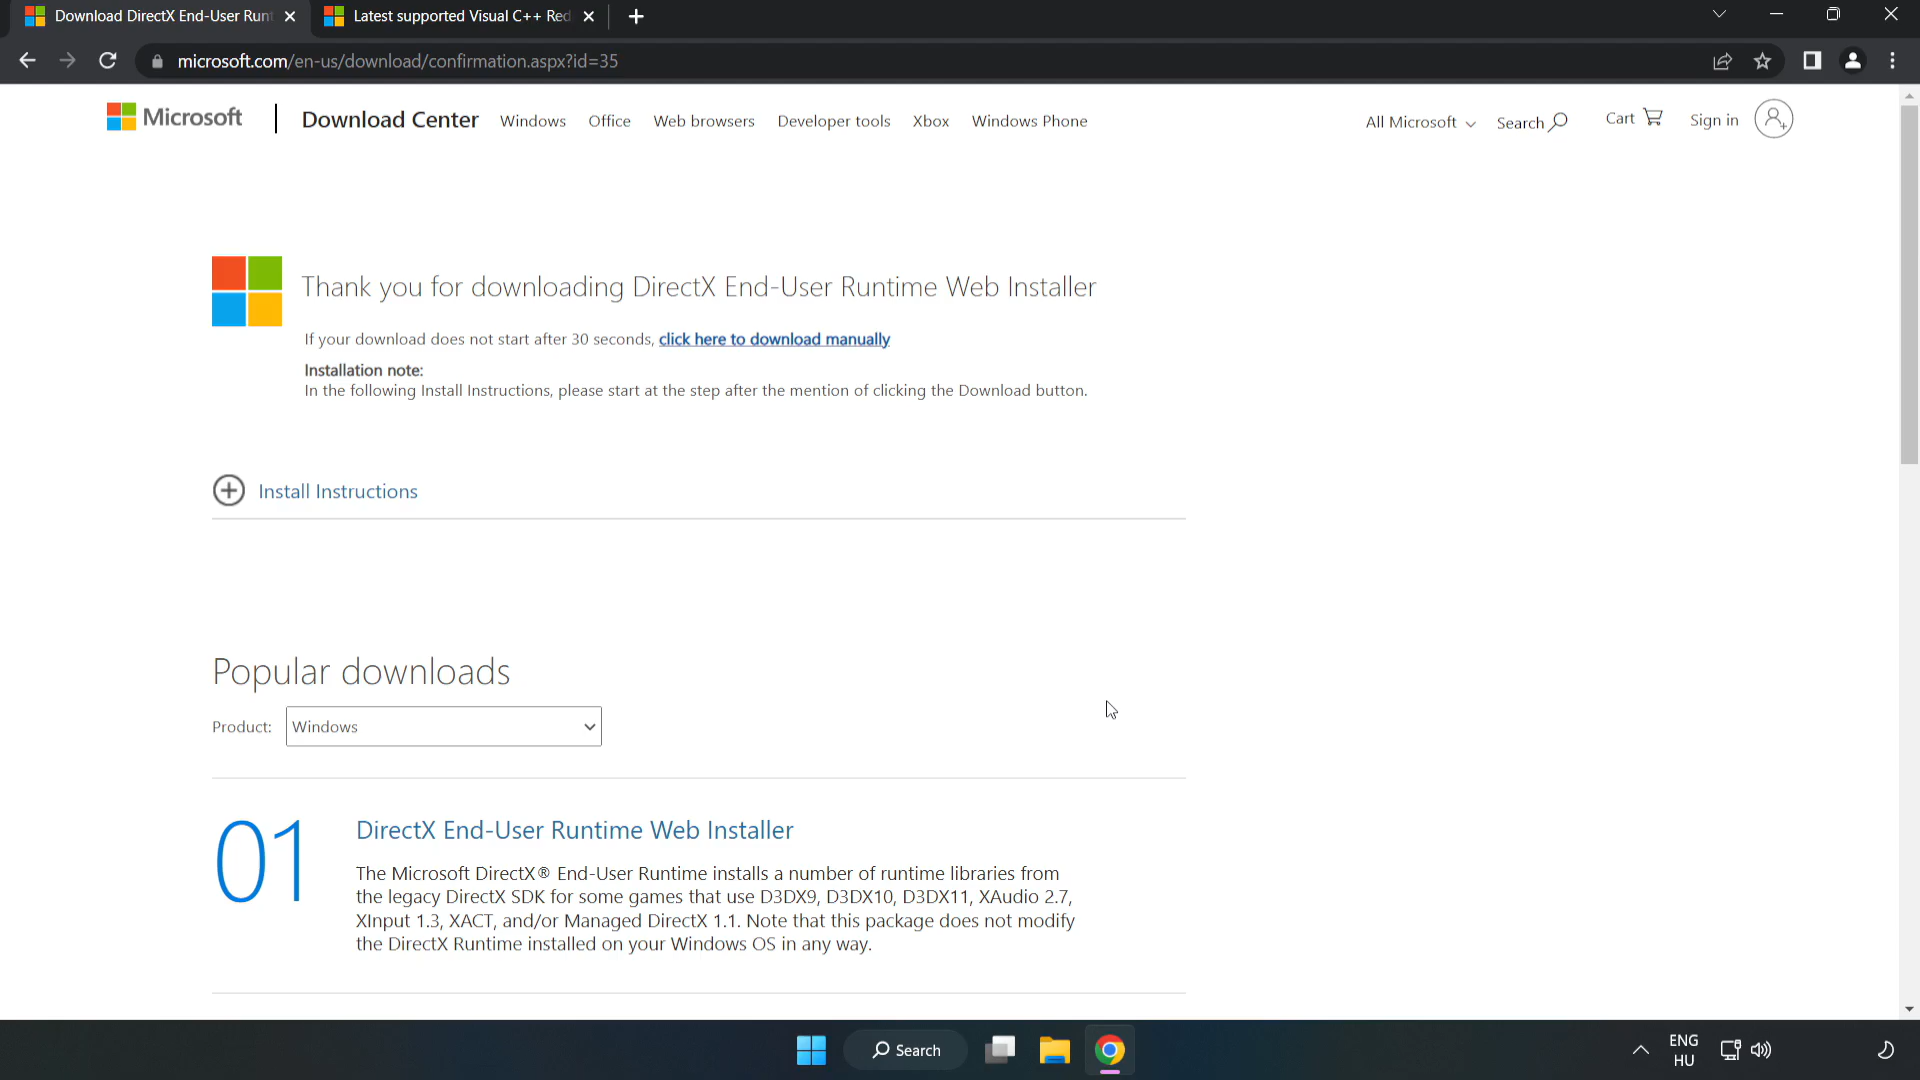 Download DirectX End-User Runt
Latest supported Visual C++ Red
microsoft.com/en-us/download/confirmation.aspx?id=35
Microsoft
Download Center
Windows
Office
Web browsers
Developer tools
Xbox
Windows Phone
All Microsoft
Search
Cart
Sign in
Thank you for downloading DirectX End-User Runtime Web Installer
If your download does not start after 30 seconds, click here to download manually
Installation note:
In the following Install Instructions, please start at the step after the mention of clicking the Download button.
Install Instructions
Popular downloads
Product:
Windows
01
DirectX End-User Runtime Web Installer
The Microsoft DirectX® End-User Runtime installs a number of runtime libraries from
the legacy DirectX SDK for some games that use D3DX9, D3DX10, D3DX11, XAudio 2.7,
XInput 1.3, XACT, and/or Managed DirectX 1.1. Note that this package does not modify
the DirectX Runtime installed on your Windows OS in any way.
Search
ENG
HU